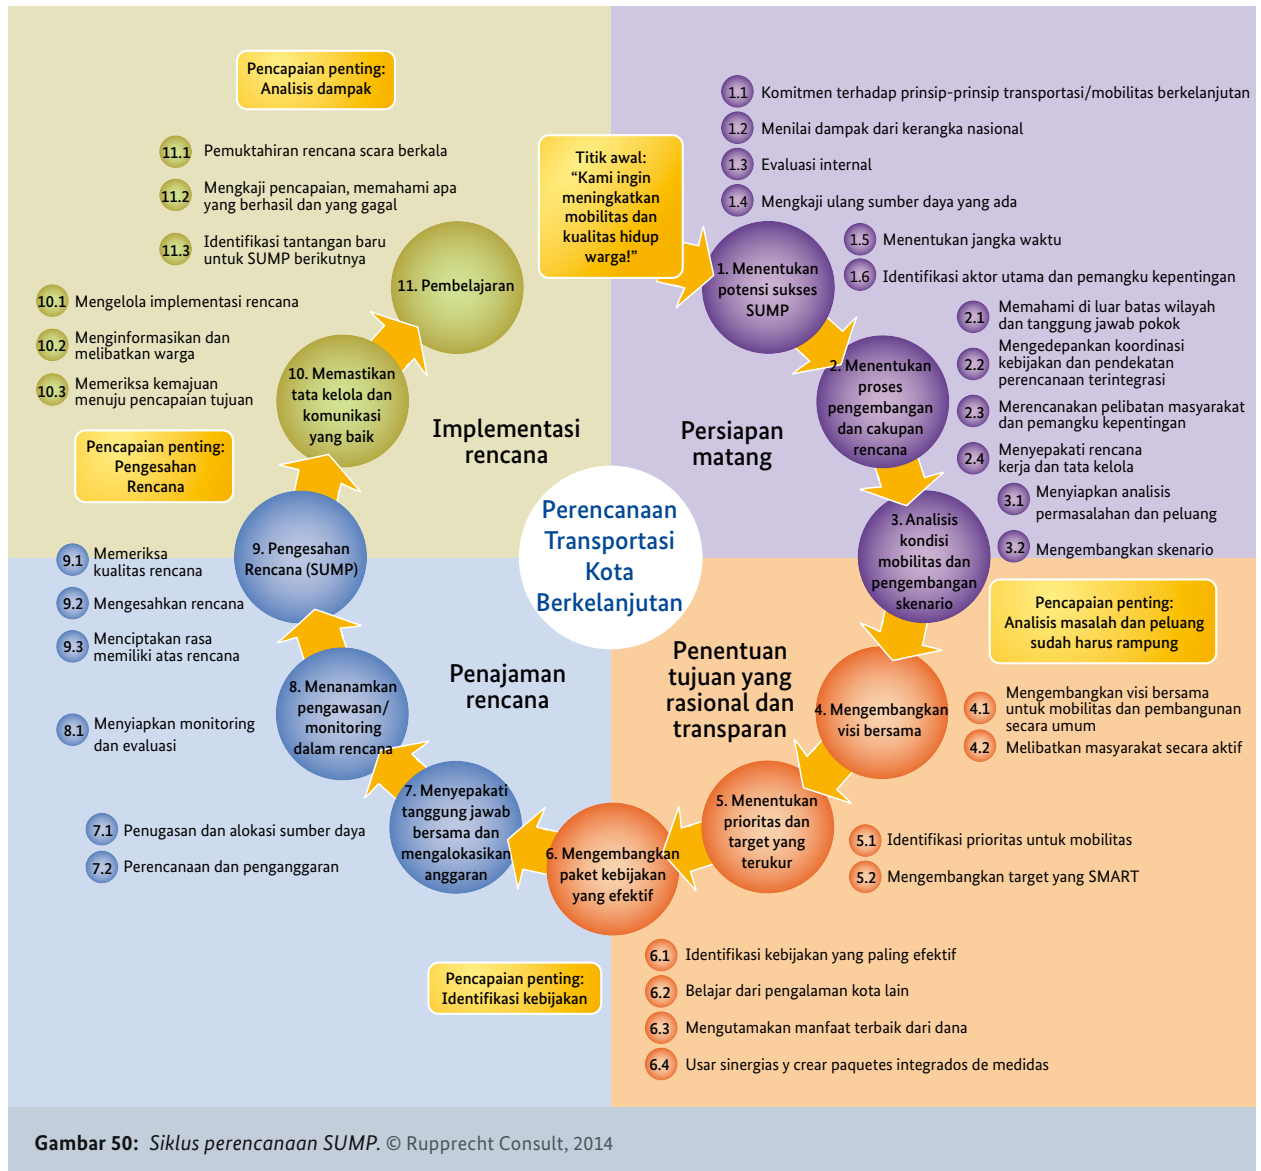 Pencapaian penting:
Analisis dampak
11.1 Pemuktahiran rencana scara berkala
11.2 Mengkaji pencapaian, memahami apa
yang berhasil dan yang gagal
11.3 Identifikasi tantangan baru
untuk SUMP berikutnya
11. Pembelajaran
10.1 Mengelola implementasi rencana
10.2 Menginformasikan dan
melibatkan warga
10.3 Memeriksa kemajuan
menuju pencapaian tujuan
10. Memastikan
tata kelola dan
komunikasi
yang baik
Implementasi
rencana
Pencapaian penting:
Pengesahan
Rencana
Titik awal:
“Kami ingin
meningkatkan
mobilitas dan
kualitas hidup
warga!”
1.1 Komitmen terhadap prinsip-prinsip transportasi/mobilitas berkelanjutan
1.2 Menilai dampak dari kerangka nasional
1.3 Evaluasi internal
1.4 Mengkaji ulang sumber daya yang ada
1.5 Menentukan jangka waktu
1.6 Identifikasi aktor utama dan pemangku kepentingan
1. Menentukan
potensi sukses
SUMP
2.1 Memahami di luar batas wilayah
dan tanggung jawab pokok
2.2 Mengedepankan koordinasi
kebijakan dan pendekatan
perencanaan terintegrasi
2.3 Merencanakan pelibatan masyarakat
dan pemangku kepentingan
2.4 Menyepakati rencana
kerja dan tata kelola
2. Menentukan
proses
pengembangan
dan cakupan
rencana
Persiapan
matang
3.1 Menyiapkan analisis
permasalahan dan peluang
3.2 Mengembangkan skenario
3. Analisis
kondisi
mobilitas dan
pengembangan
skenario
Perencanaan
Transportasi
Kota
Berkelanjutan
9. Pengesahan
Rencana (SUMP)
9.1 Memeriksa
kualitas rencana
9.2 Mengesahkan rencana
9.3 Menciptakan rasa
memiliki atas rencana
Pencapaian penting:
Analisis masalah dan peluang
sudah harus rampung
Penentuan
tujuan yang
rasional dan
transparan
4. Mengembangkan
visi bersama
4.1 Mengembangkan visi bersama
untuk mobilitas dan pembangunan
secara umum
4.2 Melibatkan masyarakat secara aktif
Penajaman
rencana
8. Menanamkan
pengawasan/
monitoring
dalam rencana
8.1 Menyiapkan monitoring
dan evaluasi
7. Menyepakati
tanggung jawab
bersama dan
mengalokasikan
anggaran
7.1 Penugasan dan alokasi sumber daya
7.2 Perencanaan dan penganggaran
6. Mengembangkan
paket kebijakan
yang efektif
5. Menentukan
prioritas dan
target yang
terukur
5.1 Identifikasi prioritas untuk mobilitas
5.2 Mengembangkan target yang SMART
Pencapaian penting:
Identifikasi kebijakan
6.1 Identifikasi kebijakan yang paling efektif
6.2 Belajar dari pengalaman kota lain
6.3 Mengutamakan manfaat terbaik dari dana
6.4 Usar sinergias y crear paquetes integrados de medidas
Gambar 50: Siklus perencanaan SUMP. © Rupprecht Consult, 2014